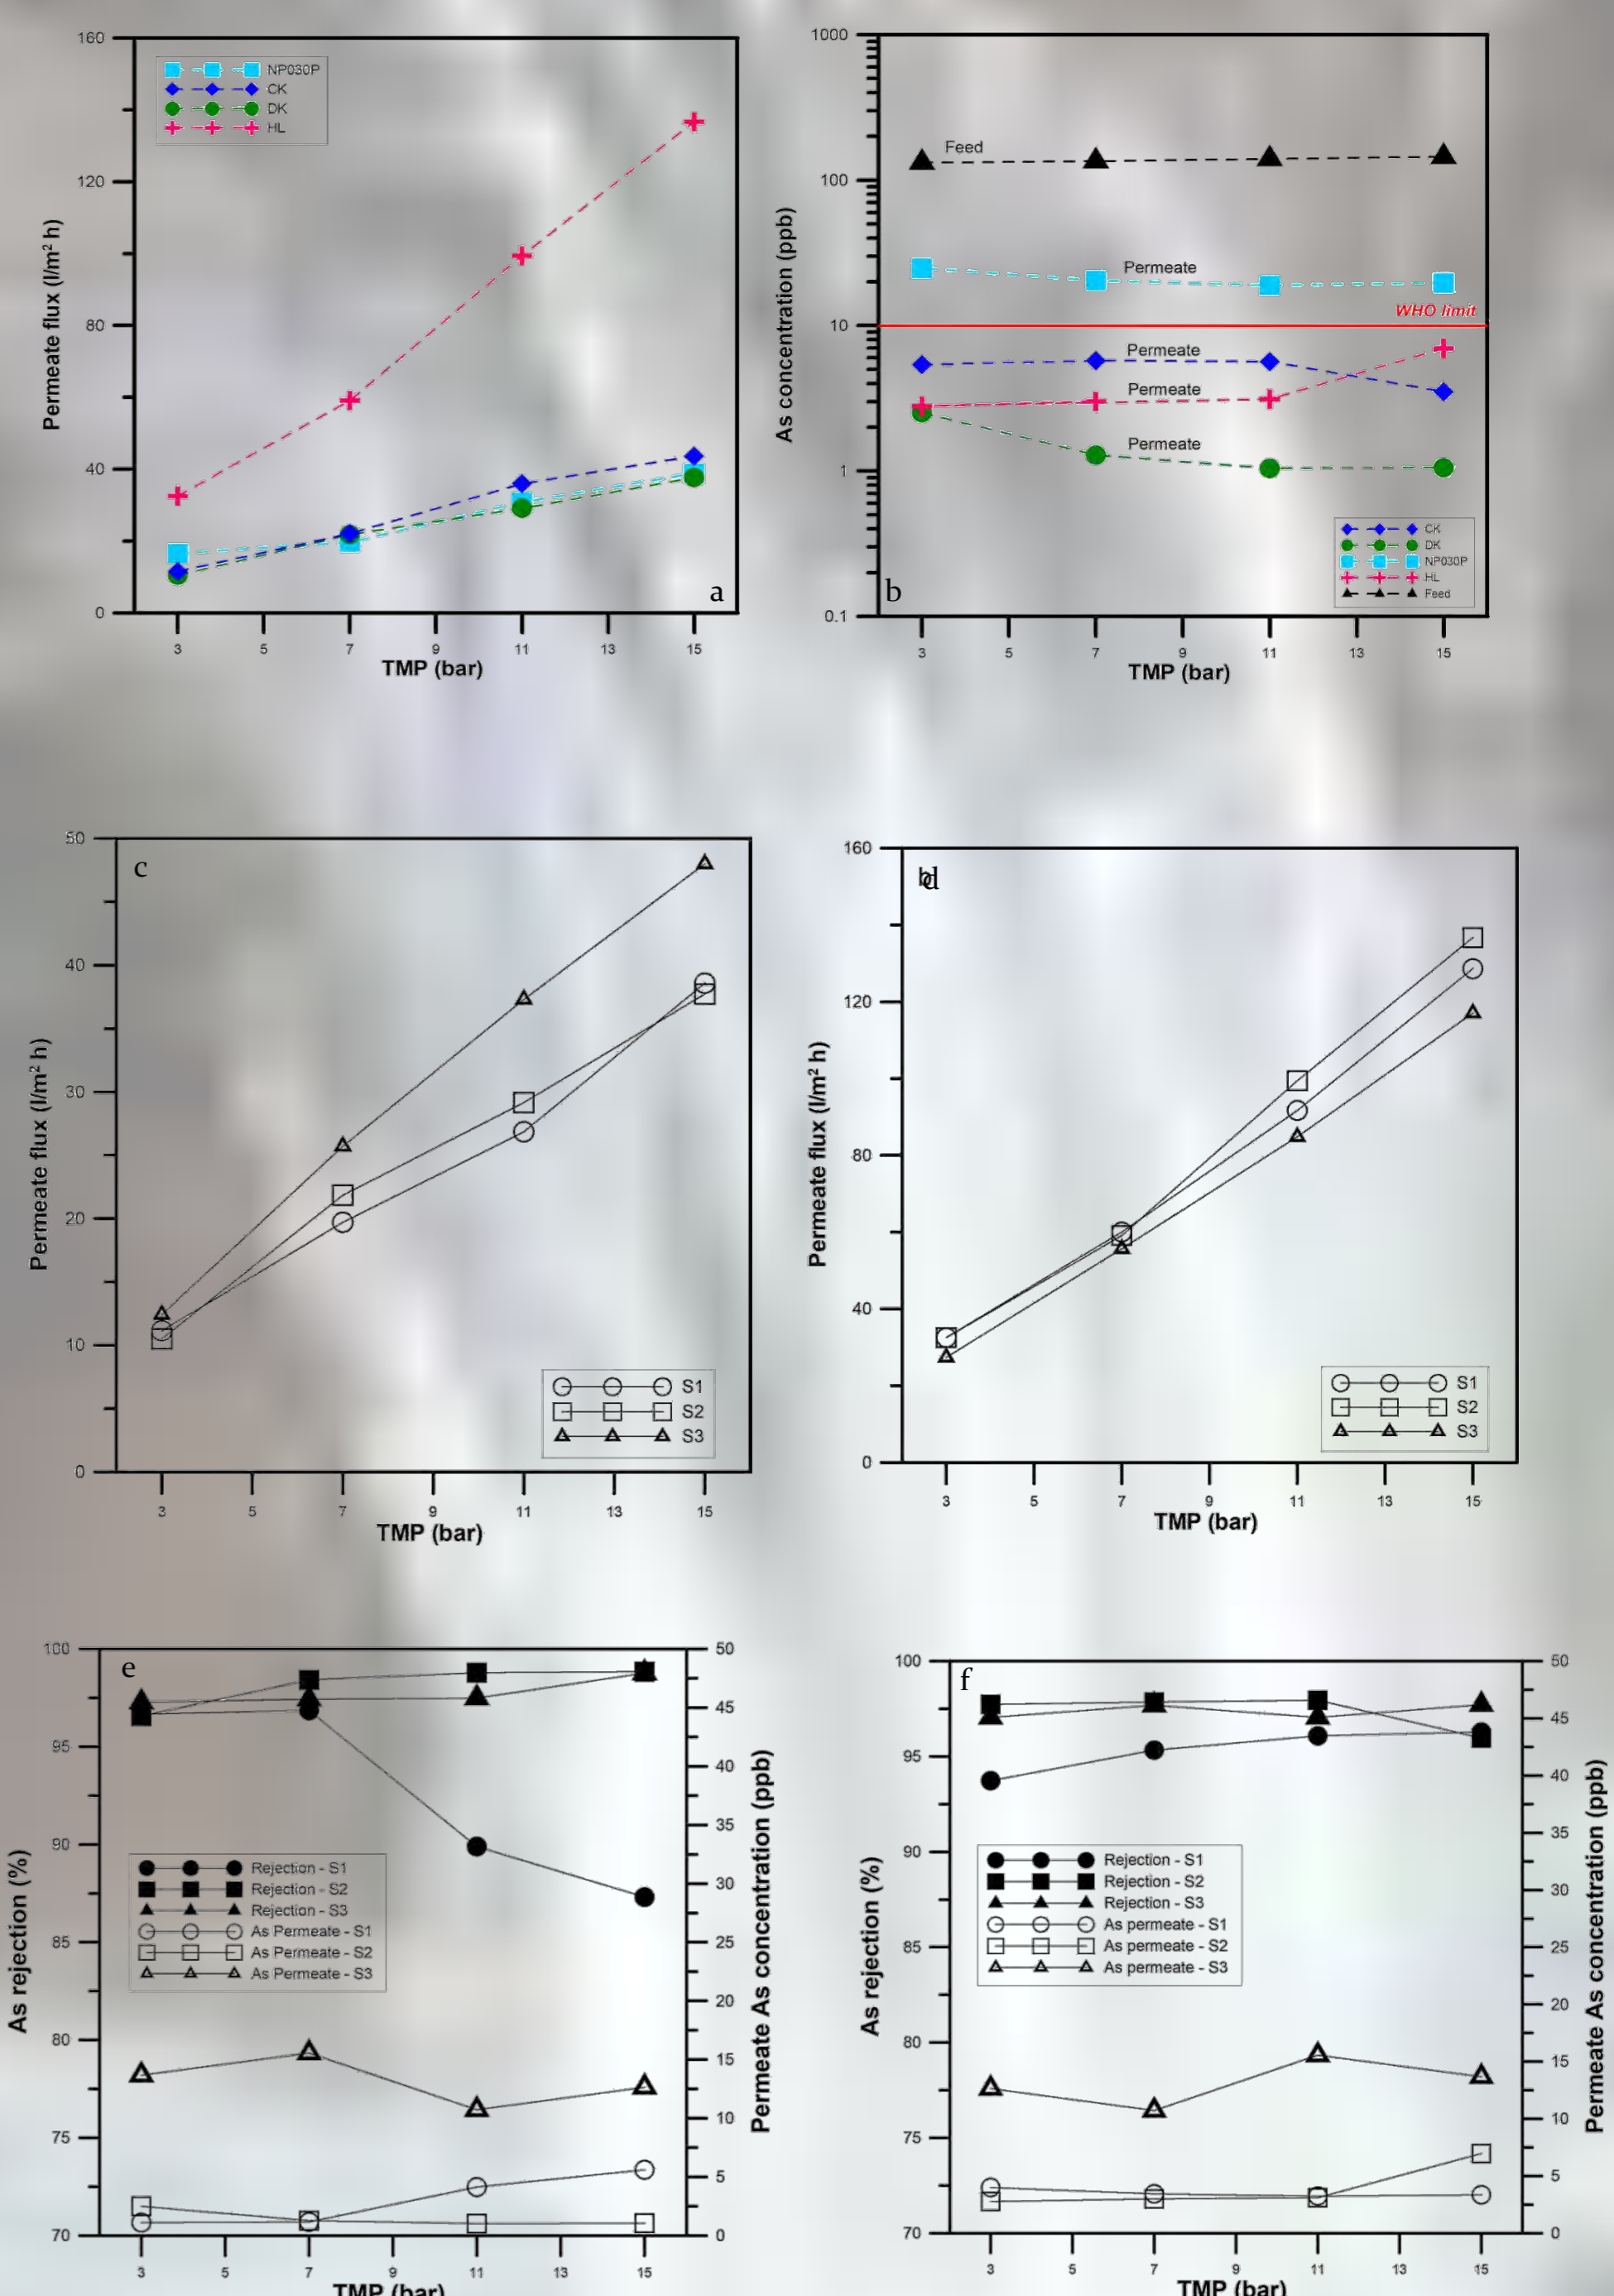 160
120
80
40
0
Permeate flux (l/m² h)
NP030P
CK
DK
HL
a
3 5 7 9 11 13 15
TMP (bar)
1000
100
10
1
0.1
As concentration (ppb)
Feed
Permeate
WHO limit
Permeate
Permeate
Permeate
CK
DK
NP030P
HL
Feed
b
3 5 7 9 11 13 15
TMP (bar)
50
40
30
20
10
0
Permeate flux (l/m² h)
c
S1
S2
S3
3 5 7 9 11 13 15
TMP (bar)
160
120
80
40
0
Permeate flux (l/m² h)
d
S1
S2
S3
3 5 7 9 11 13 15
TMP (bar)
100
95
90
85
80
75
70
As rejection (%)
e
Rejection - S1
Rejection - S2
Rejection - S3
As Permeate - S1
As Permeate - S2
As Permeate - S3
50
45
40
35
30
25
20
15
10
5
0
Permeate As concentration (ppb)
3 5 7 9 11 13 15
TMP (bar)
100
95
90
85
80
75
70
As rejection (%)
f
Rejection - S1
Rejection - S2
Rejection - S3
As permeate - S1
As permeate - S2
As permeate - S3
50
45
40
35
30
25
20
15
10
5
0
Permeate As concentration (ppb)
3 5 7 9 11 13 15
TMP (bar)